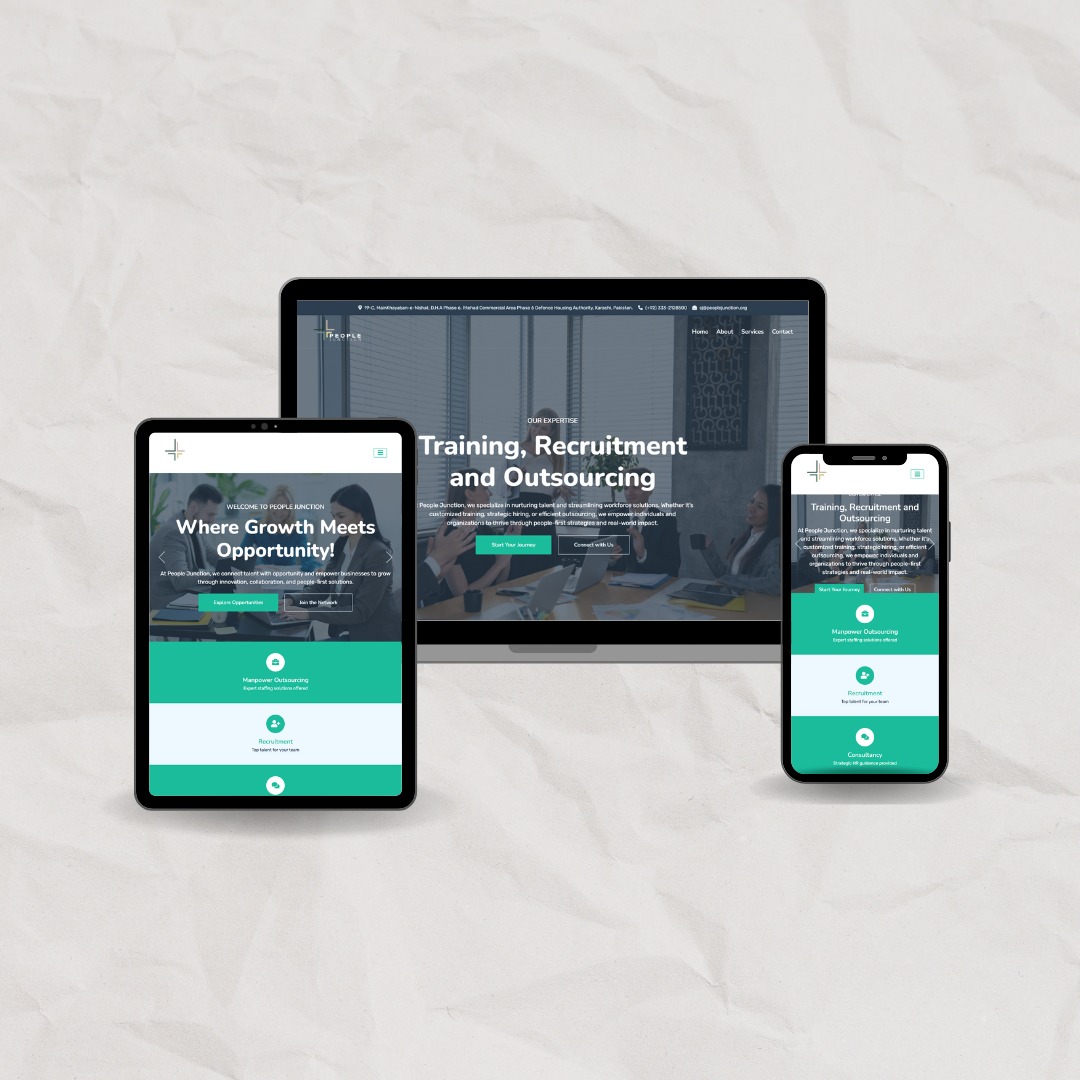 19-C, Mainkhayaban-e-Nishat, D.H.A Phase 6, Ittehad Commercial Area Phase 6 Defence Housing Authority, Karachi, Pakistan.
(+92) 335-2128500
cj@peoplejunction.org
PEOPLE
Home About Services Contact
OUR EXPERTISE
Training, Recruitment
and Outsourcing
People Junction, we specialize in nurturing talent and streamlining workforce solutions. Whether it's
customized training, strategic hiring, or efficient outsourcing, we empower individuals and
organizations to thrive through people-first strategies and real-world impact.
Start Your Journey
Connect with Us
WELCOME TO PEOPLE JUNCTION
Where Growth Meets
Opportunity!
At People Junction, we connect talent with opportunity and empower businesses to grow
through innovation, collaboration, and people-first solutions.
Explore Opportunities
Join the Network
Manpower Outsourcing
Expert staffing solutions offered
Recruitment
Top talent for your team
Training, Recruitment and
Outsourcing
At People Junction, we specialize in nurturing talent
and streamlining workforce solutions. Whether it's
customized training, strategic hiring, or efficient
outsourcing, we empower individuals and
organizations to thrive through people-first
strategies and real-world impact.
Start Your Journey
Connect with Us
Manpower Outsourcing
Expert staffing solutions offered
Recruitment
Top talent for your team
Consultancy
Strategic HR guidance provided